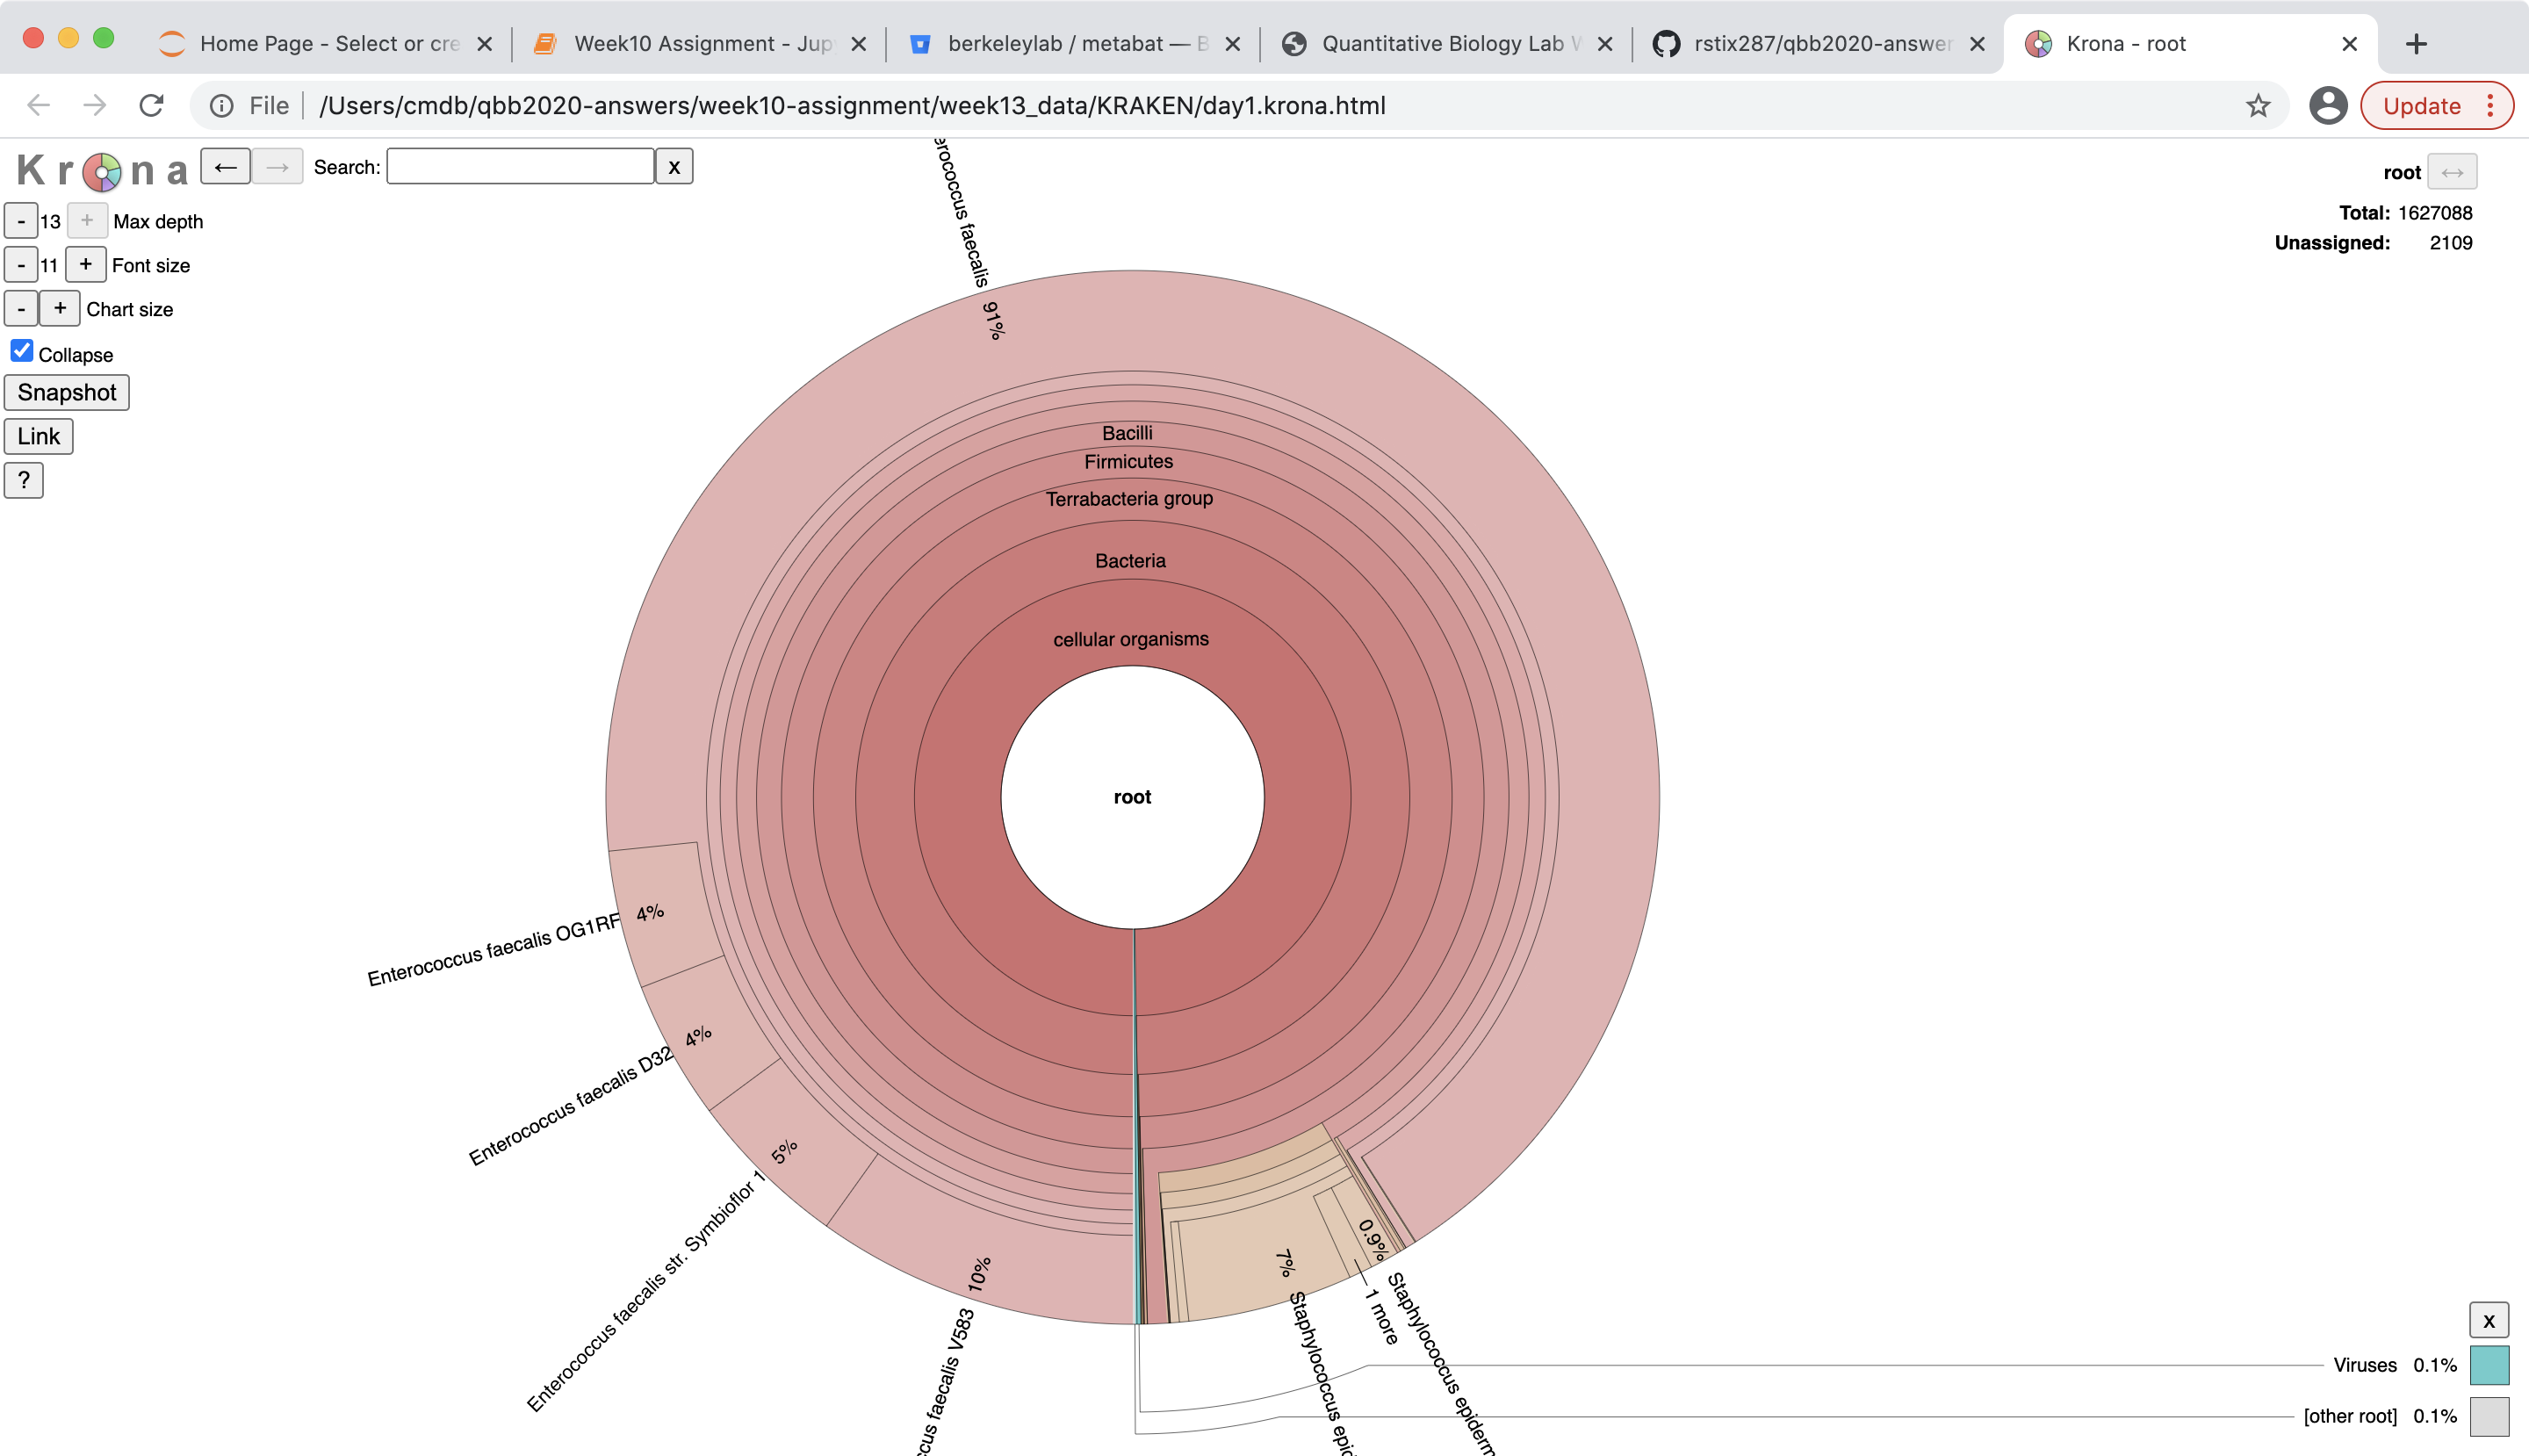 Home Page - Select or cre
Week10 Assignment - Jup
berkeleylab / metabat — B
Quantitative Biology Lab W
rstix287/qbb2020-answer
Krona - root
File
/Users/cmdb/qbb2020-answers/week10-assignment/week13_data/KRAKEN/day1.krona.html
Update
Krona
← → Search: x
- 13 + Max depth
- 11 + Font size
- + Chart size
Collapse
Snapshot
Link
?
root ↔
Total: 1627088
Unassigned: 2109
erococcus faecalis 91%
Bacilli
Firmicutes
Terrabacteria group
Bacteria
cellular organisms
root
Enterococcus faecalis OG1RF 4%
Enterococcus faecalis D32 4%
Enterococcus faecalis str. Symbioflor 1 5%
ccus faecalis V583 10%
7% Staphylococcus epid
1 more
0.9% Staphylococcus epiderm
x
Viruses 0.1%
[other root] 0.1%